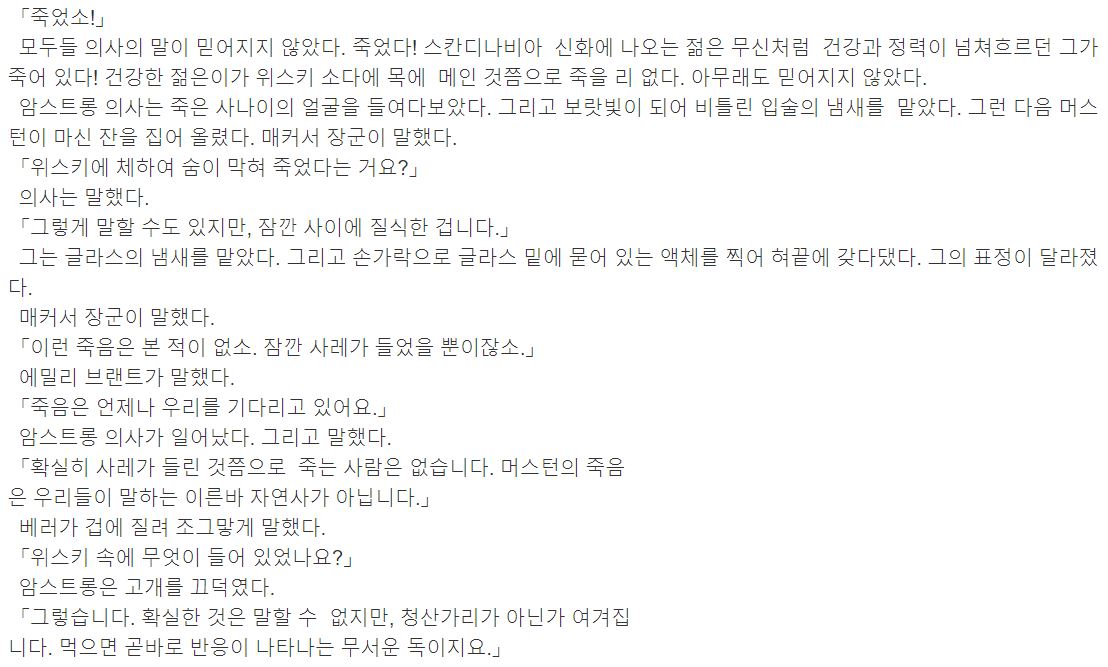 「죽었소!」
모두들 의사의 말이 믿어지지 않았다. 죽었다! 스칸디나비아  신화에 나오는 젊은 무신처럼  건강과 정력이 넘쳐흐르던 그가
죽어 있다! 건강한 젊은이가 위스키 소다에 목에  메인 것쯤으로 죽을 리 없다. 아무래도 믿어지지 않았다.
암스트롱 의사는 죽은 사나이의 얼굴을 들여다보았다. 그리고 보랏빛이 되어 비틀린 입술의 냄새를  맡았다. 그런 다음 머스
턴이 마신 잔을 집어 올렸다. 매커서 장군이 말했다.
「위스키에 체하여 숨이 막혀 죽었다는 거요?」
의사는 말했다.
「그렇게 말할 수도 있지만, 잠깐 사이에 질식한 겁니다.」
그는 글라스의 냄새를 맡았다. 그리고 손가락으로 글라스 밑에 묻어 있는 액체를 찍어 혀끝에 갖다댔다. 그의 표정이 달라졌
다.
매커서 장군이 말했다.
「이런 죽음은 본 적이 없소. 잠깐 사레가 들었을 뿐이잖소.」
에밀리 브랜트가 말했다.
「죽음은 언제나 우리를 기다리고 있어요.」
암스트롱 의사가 일어났다. 그리고 말했다.
「확실히 사레가 들린 것쯤으로  죽는 사람은 없습니다. 머스턴의 죽음
은 우리들이 말하는 이른바 자연사가 아닙니다.」
베러가 겁에 질려 조그맣게 말했다.
「위스키 속에 무엇이 들어 있었나요?」
암스트롱은 고개를 끄덕였다.
「그렇습니다. 확실한 것은 말할 수  없지만, 청산가리가 아닌가 여겨집
니다. 먹으면 곧바로 반응이 나타나는 무서운 독이지요.」